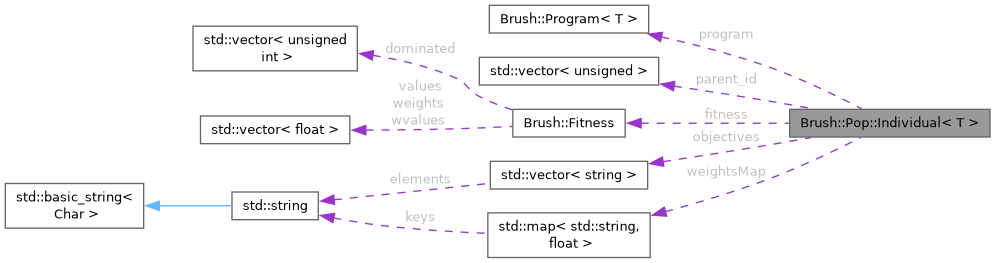 Brush::Program< T >
program
std::vector< unsigned
int >
dominated
std::vector< unsigned >
parent_id
values
weights
wvalues
std::vector< float >
Brush::Fitness
fitness
Brush::Pop::Individual< T >
objectives
std::vector< string >
weightsMap
elements
std::basic_string<
Char >
std::string
keys
std::map< std::string,
float >